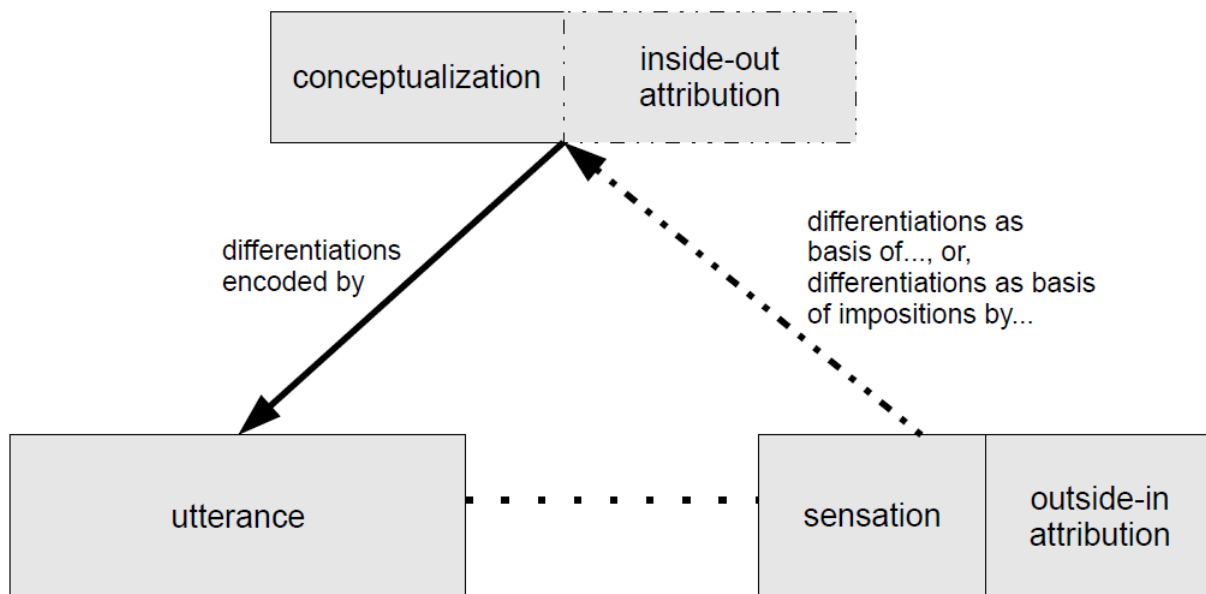 conceptualization
inside-out
attribution
differentiations
encoded by
differentiations as
basis of..., or,
differentiations as basis
of impositions by...
utterance
sensation
outside-in
attribution